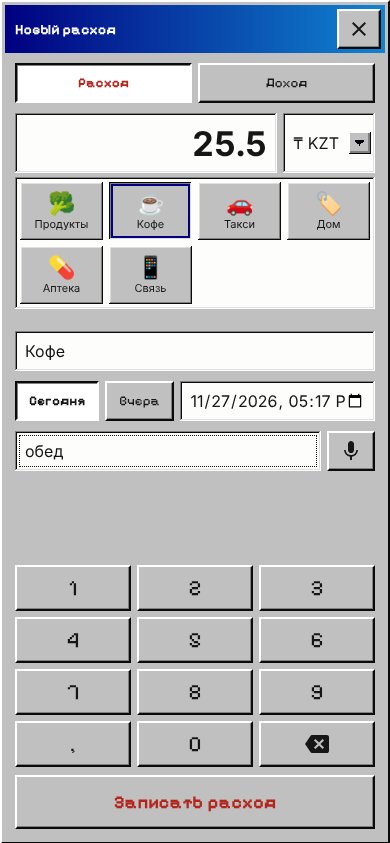 Новый расход
Расход Доход
25.5 ₸ KZT
Продукты Кофе Такси Дом
Аптека Связь
Кофе
Сегодня Вчера 11/27/2026, 05:17 P
обед
1 2 3
4 5 6
7 8 9
, 0
Записать расход